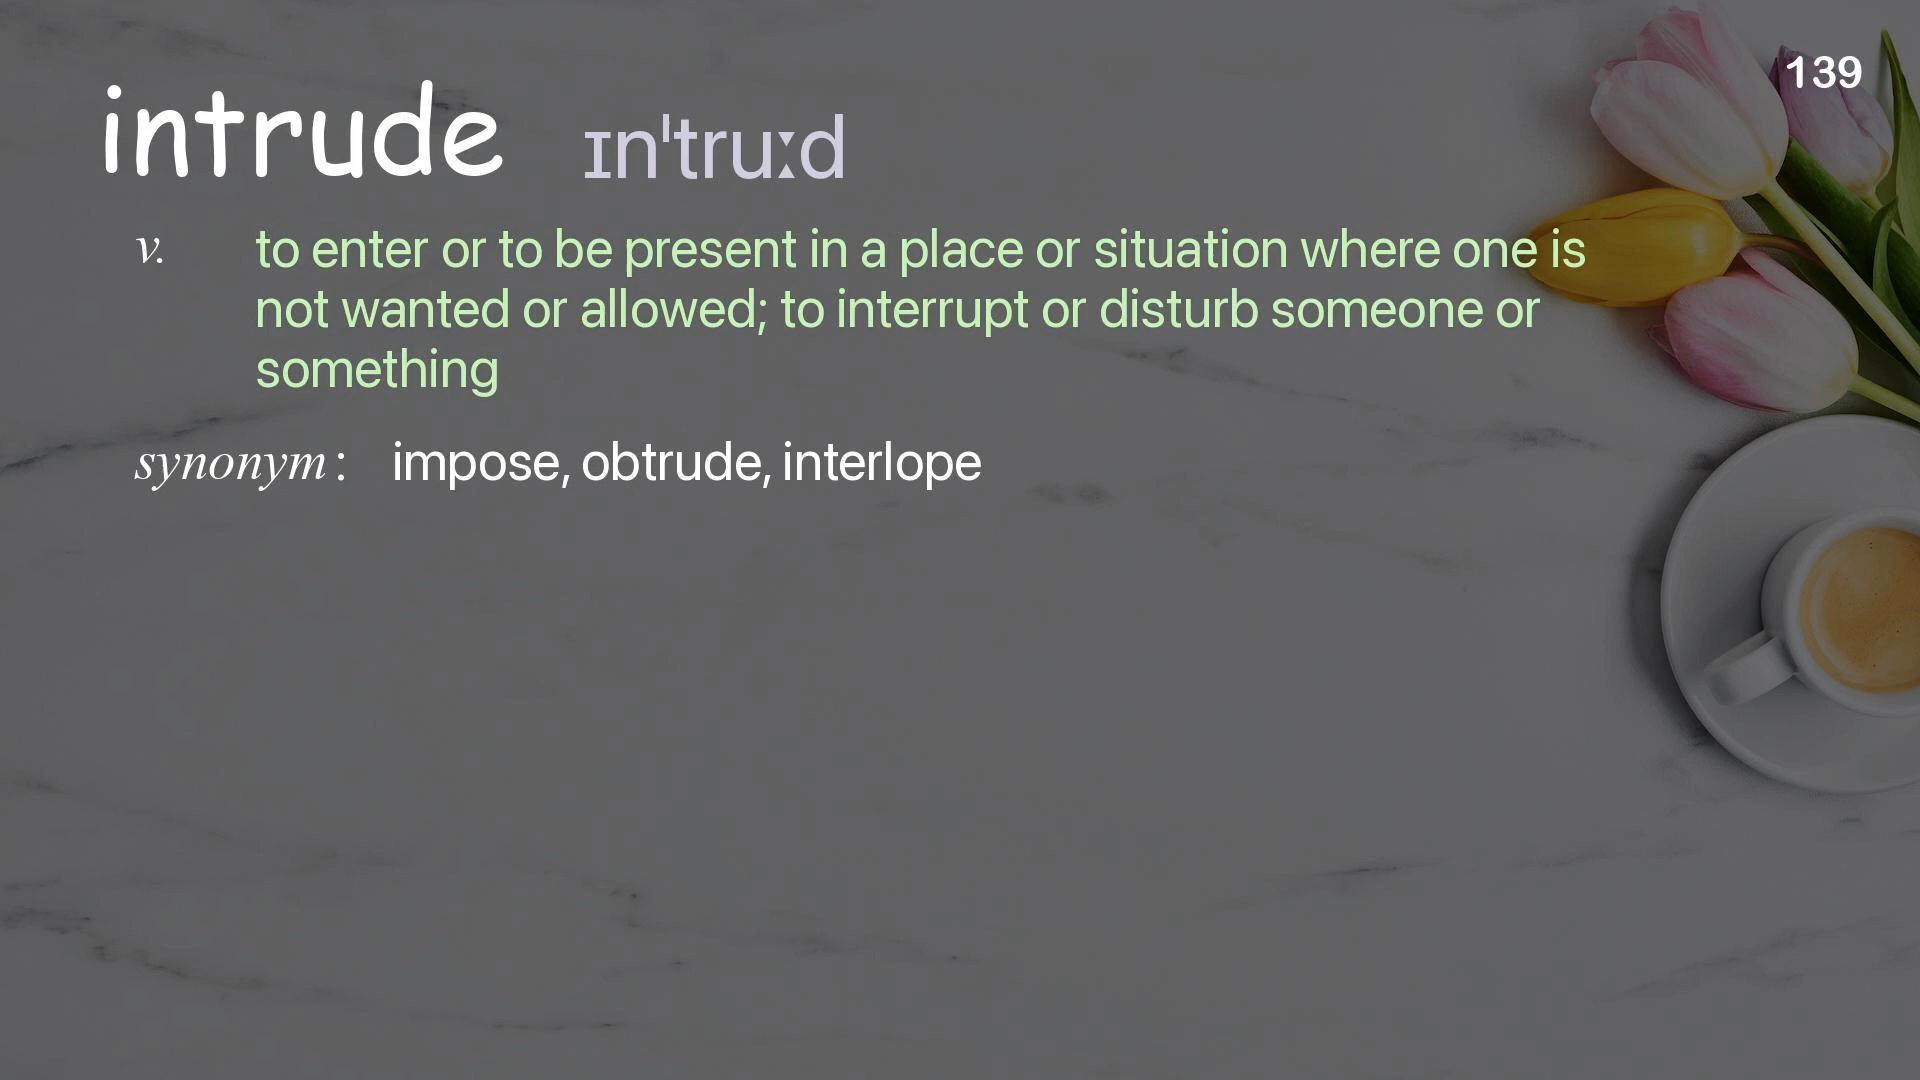 139
intrude ɪnˈtruːd
v. to enter or to be present in a place or situation where one is
not wanted or allowed; to interrupt or disturb someone or
something
synonym: impose, obtrude, interlope